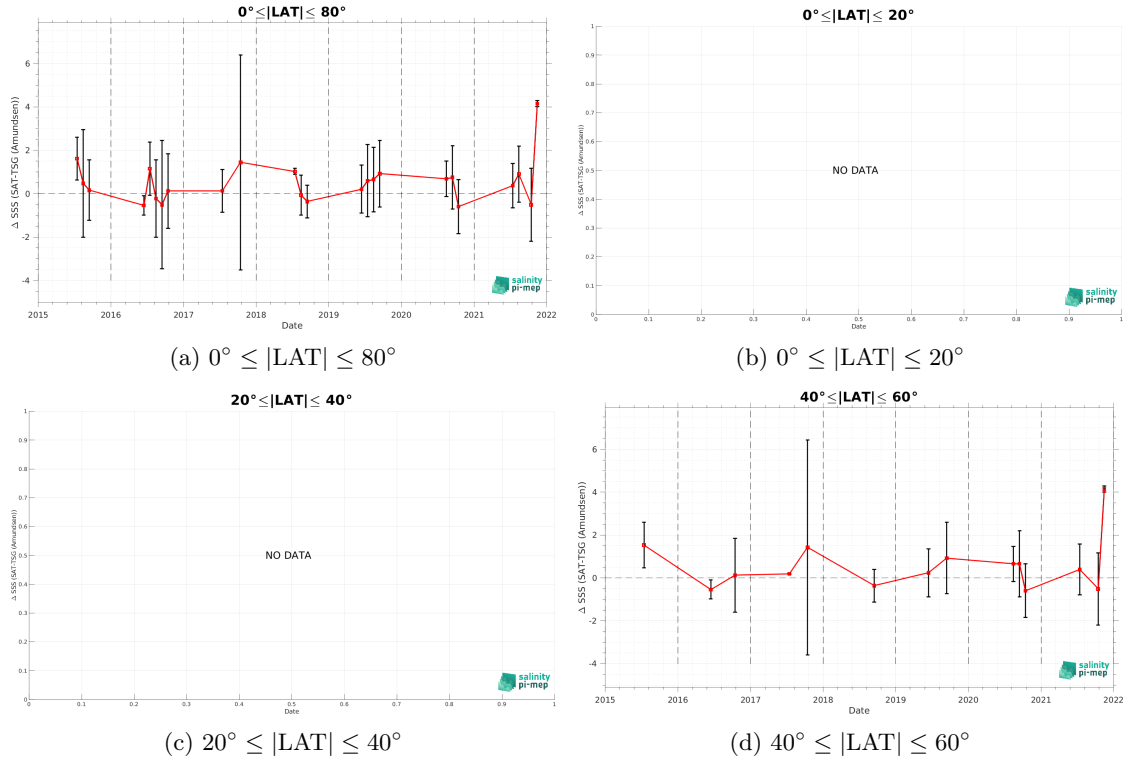 0°≤|LAT|≤ 80°
Δ SSS (SAT-TSG (Amundsen))
6
4
2
0
-2
-4
2015 2016 2017 2018 2019 2020 2021 2022
Date
salinity
pi-mep
(a) 0° ≤ |LAT| ≤ 80°
0°≤|LAT|≤ 20°
Δ SSS (SAT-TSG (Amundsen))
1
0.9
0.8
0.7
0.6
0.5
0.4
0.3
0.2
0.1
0
NO DATA
0 0.1 0.2 0.3 0.4 0.5 0.6 0.7 0.8 0.9 1
Date
salinity
pi-mep
(b) 0° ≤ |LAT| ≤ 20°
20°≤|LAT|≤ 40°
Δ SSS (SAT-TSG (Amundsen))
1
0.9
0.8
0.7
0.6
0.5
0.4
0.3
0.2
0.1
0
NO DATA
0 0.1 0.2 0.3 0.4 0.5 0.6 0.7 0.8 0.9 1
Date
salinity
pi-mep
(c) 20° ≤ |LAT| ≤ 40°
40°≤|LAT|≤ 60°
Δ SSS (SAT-TSG (Amundsen))
6
4
2
0
-2
-4
2015 2016 2017 2018 2019 2020 2021 2022
Date
salinity
pi-mep
(d) 40° ≤ |LAT| ≤ 60°